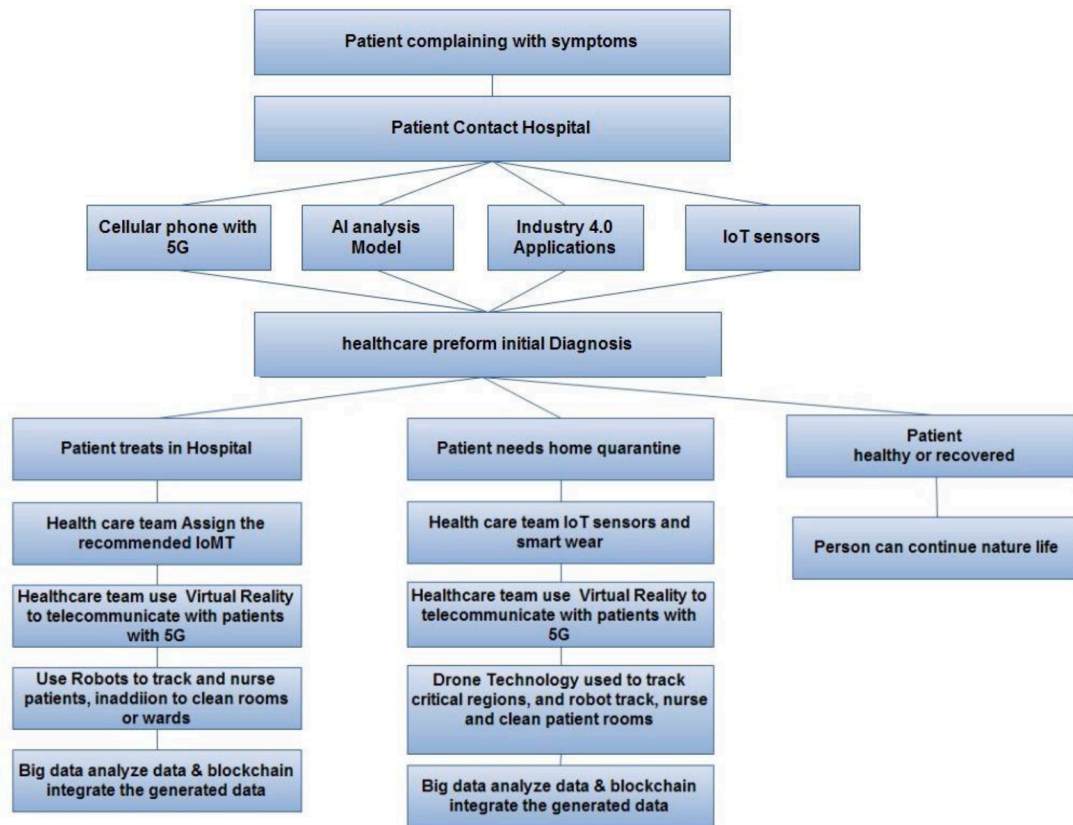 Patient complaining with symptoms
Patient Contact Hospital
Cellular phone with
5G
AI analysis
Model
Industry 4.0
Applications
IoT sensors
healthcare preform initial Diagnosis
Patient treats in Hospital
Patient needs home quarantine
Patient
healthy or recovered
Health care team Assign the
recommended IoMT
Health care team IoT sensors and
smart wear
Person can continue nature life
Healthcare team use Virtual Reality
to telecommunicate with patients
with 5G
Healthcare team use Virtual Reality to
telecommunicate with patients with
5G
Use Robots to track and nurse
patients, inaddiion to clean rooms
or wards
Drone Technology used to track
critical regions, and robot track, nurse
and clean patient rooms
Big data analyze data & blockchain
integrate the generated data
Big data analyze data & blockchain
integrate the generated data